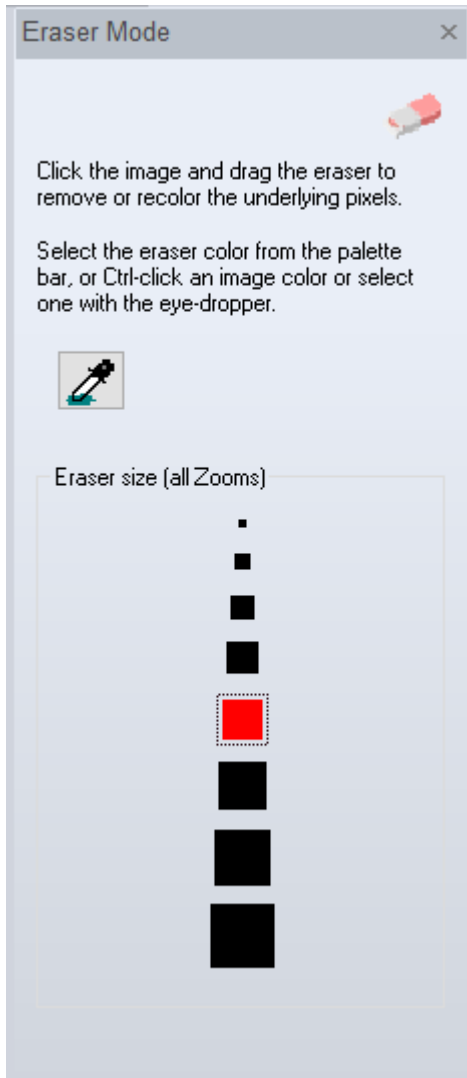 Eraser Mode
Click the image and drag the eraser to
remove or recolor the underlying pixels.
Select the eraser color from the palette
bar, or Ctrl-click an image color or select
one with the eye-dropper.
Eraser size (all Zooms)